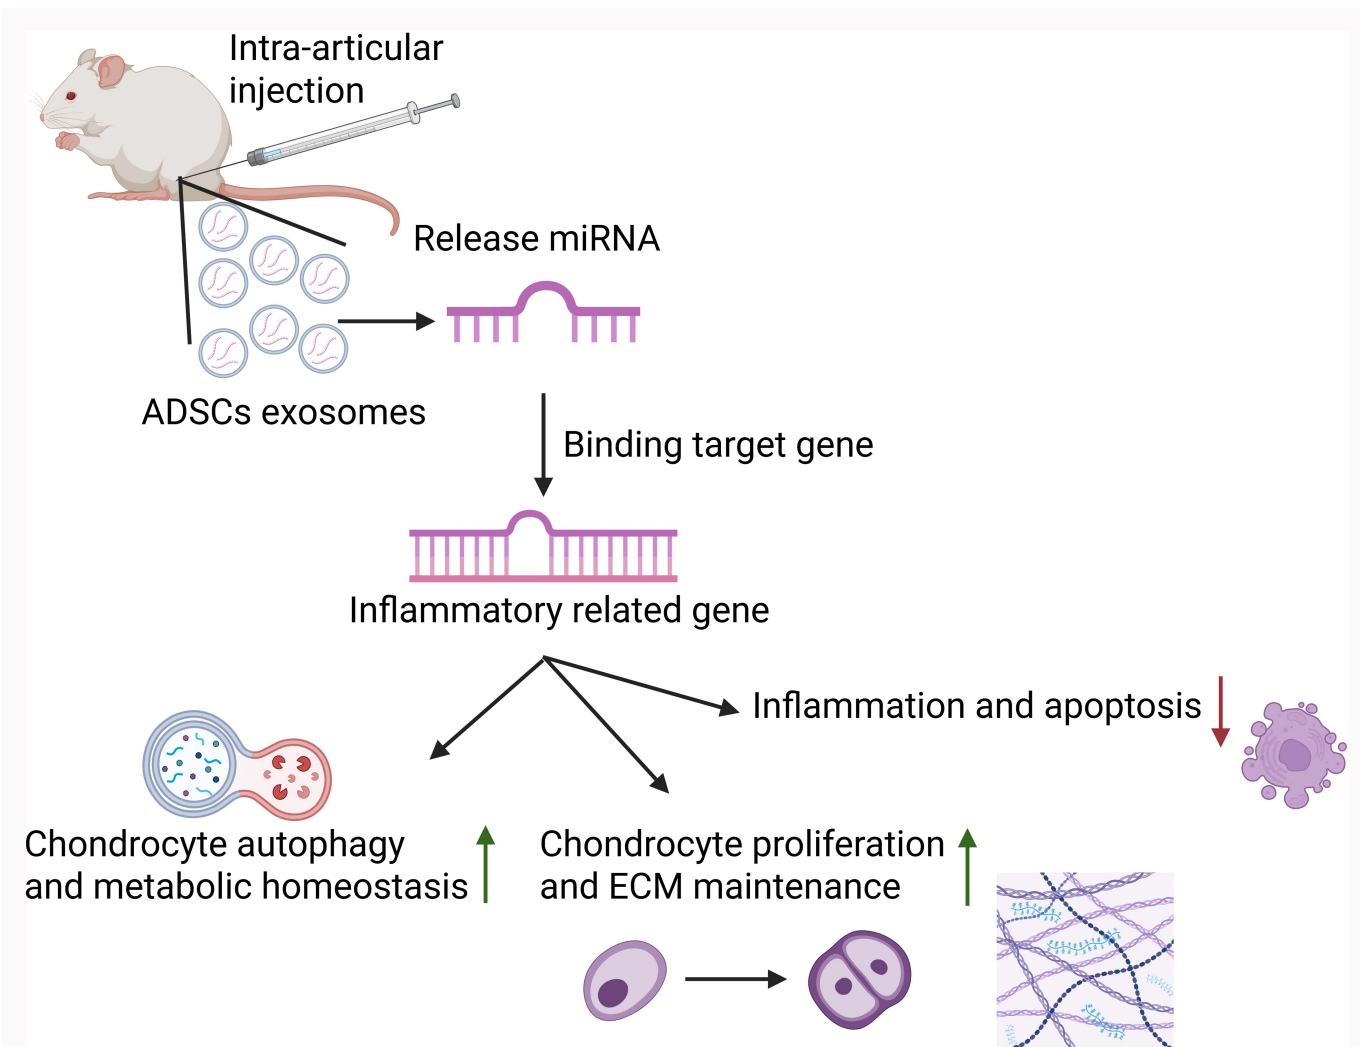 Intra-articular
injection
Release miRNA
ADSCs exosomes
Binding target gene
Inflammatory related gene
Inflammation and apoptosis
Chondrocyte autophagy
and metabolic homeostasis
Chondrocyte proliferation
and ECM maintenance